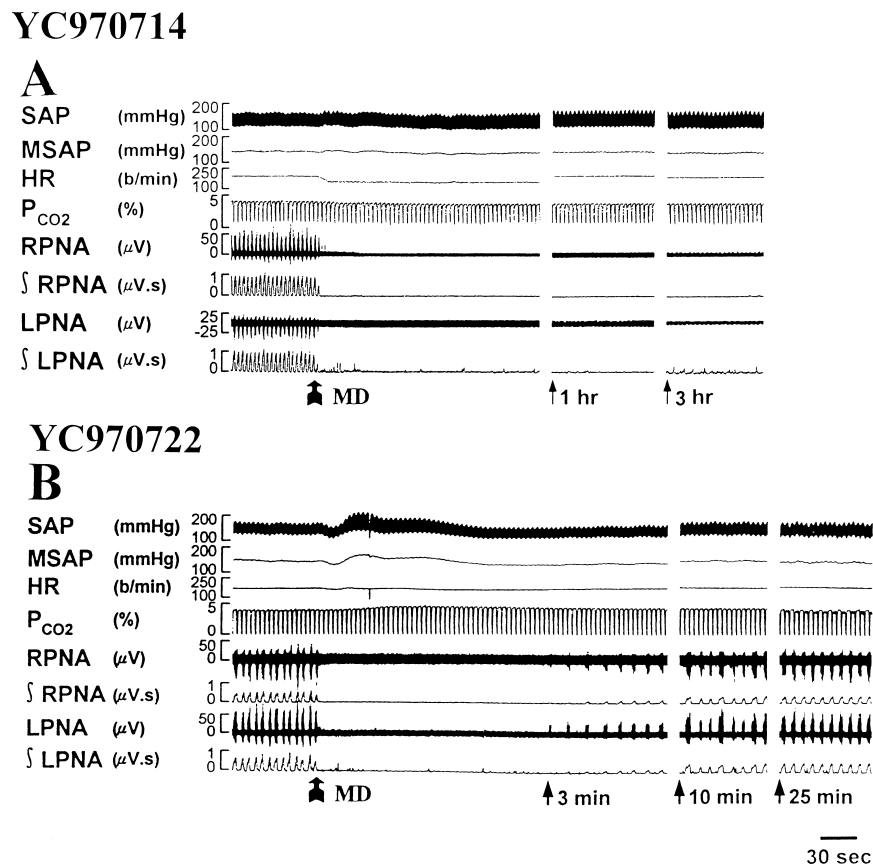 YC970714
A
SAP (mmHg) 200 100
MSAP (mmHg) 200 100
HR (b/min) 250 100
PCO2 (%) 5 0
RPNA (μV) 50 0
∫ RPNA (μV.s) 1 0
LPNA (μV) 25 -25
∫ LPNA (μV.s) 1 0
MD 1 hr 3 hr
YC970722
B
SAP (mmHg) 200 100
MSAP (mmHg) 200 100
HR (b/min) 250 100
PCO2 (%) 5 0
RPNA (μV) 50 0
∫ RPNA (μV.s) 1 0
LPNA (μV) 50 0
∫ LPNA (μV.s) 1 0
MD 3 min 10 min 25 min
30 sec